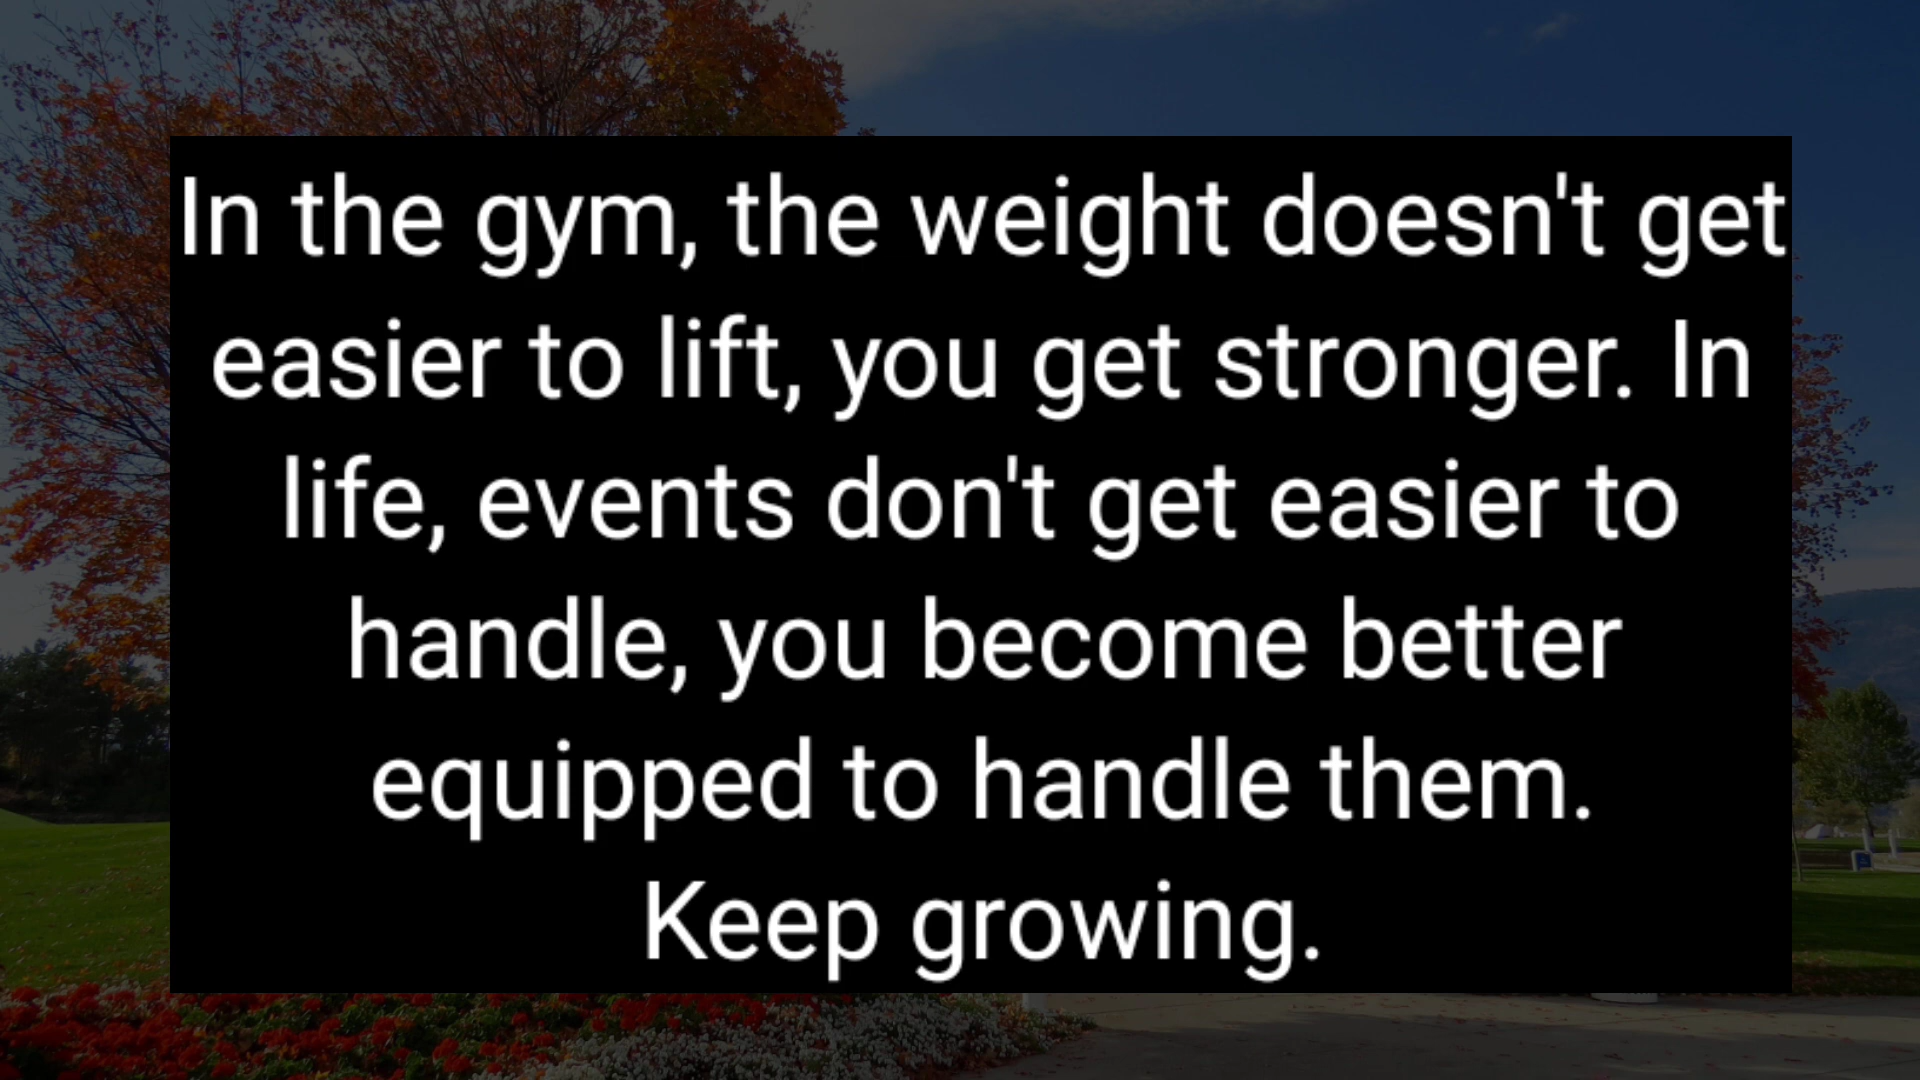 In the gym, the weight doesn't get
easier to lift, you get stronger. In
life, events don't get easier to
handle, you become better
equipped to handle them.
Keep growing.